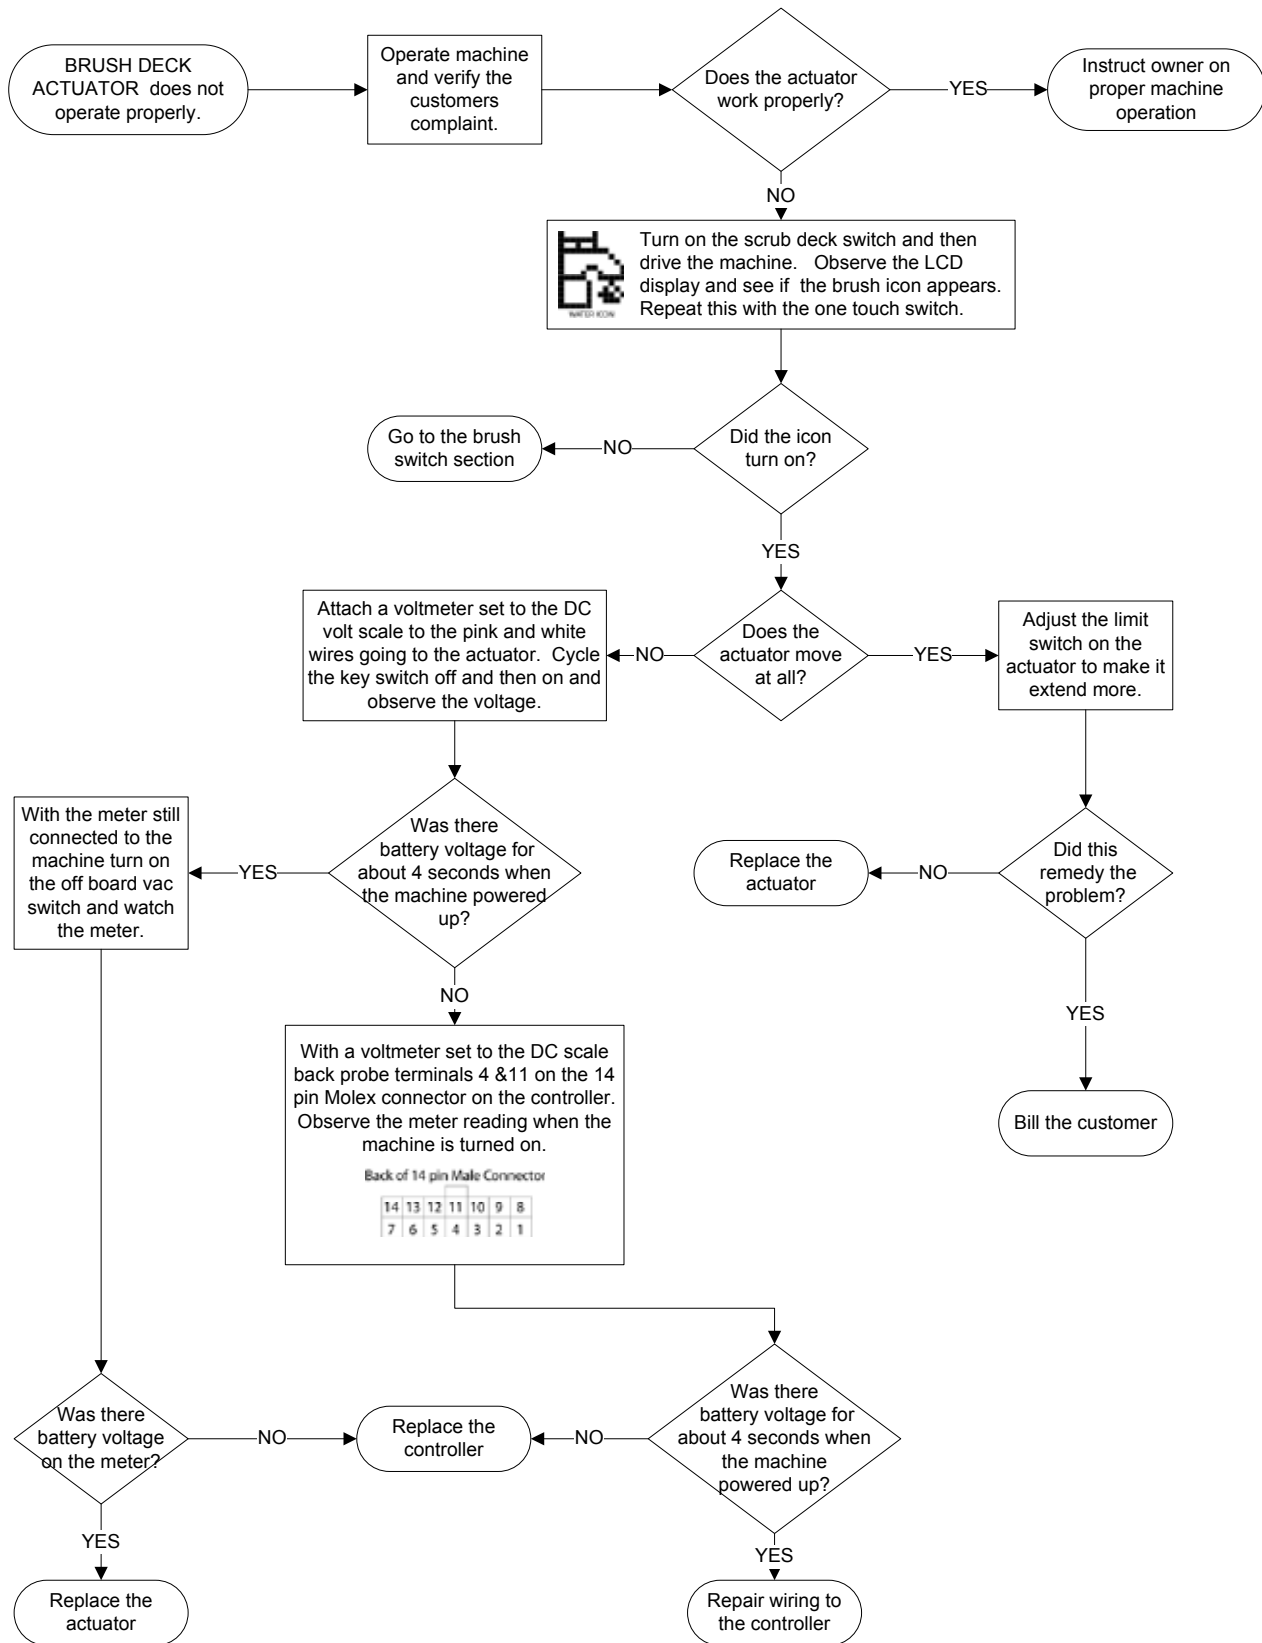 BRUSH DECK
ACTUATOR does not
operate properly.
Operate machine
and verify the
customers
complaint.
Does the actuator
work properly?
YES
Instruct owner on
proper machine
operation
NO
Turn on the scrub deck switch and then
drive the machine. Observe the LCD
display and see if the brush icon appears.
Repeat this with the one touch switch.
WATER ICON
Did the icon
turn on?
NO
Go to the brush
switch section
YES
Does the
actuator move
at all?
NO
Attach a voltmeter set to the DC
volt scale to the pink and white
wires going to the actuator. Cycle
the key switch off and then on and
observe the voltage.
YES
Adjust the limit
switch on the
actuator to make it
extend more.
Was there
battery voltage for
about 4 seconds when
the machine powered
up?
YES
With the meter still
connected to the
machine turn on
the off board vac
switch and watch
the meter.
Did this
remedy the
problem?
NO
Replace the
actuator
YES
Bill the customer
NO
With a voltmeter set to the DC scale
back probe terminals 4 &11 on the 14
pin Molex connector on the controller.
Observe the meter reading when the
machine is turned on.
Back of 14 pin Male Connector
14 13 12 11 10 9 8
7 6 5 4 3 2 1
Was there
battery voltage
on the meter?
NO
Replace the
controller
NO
Was there
battery voltage for
about 4 seconds when
the machine
powered up?
YES
Replace the
actuator
YES
Repair wiring to
the controller